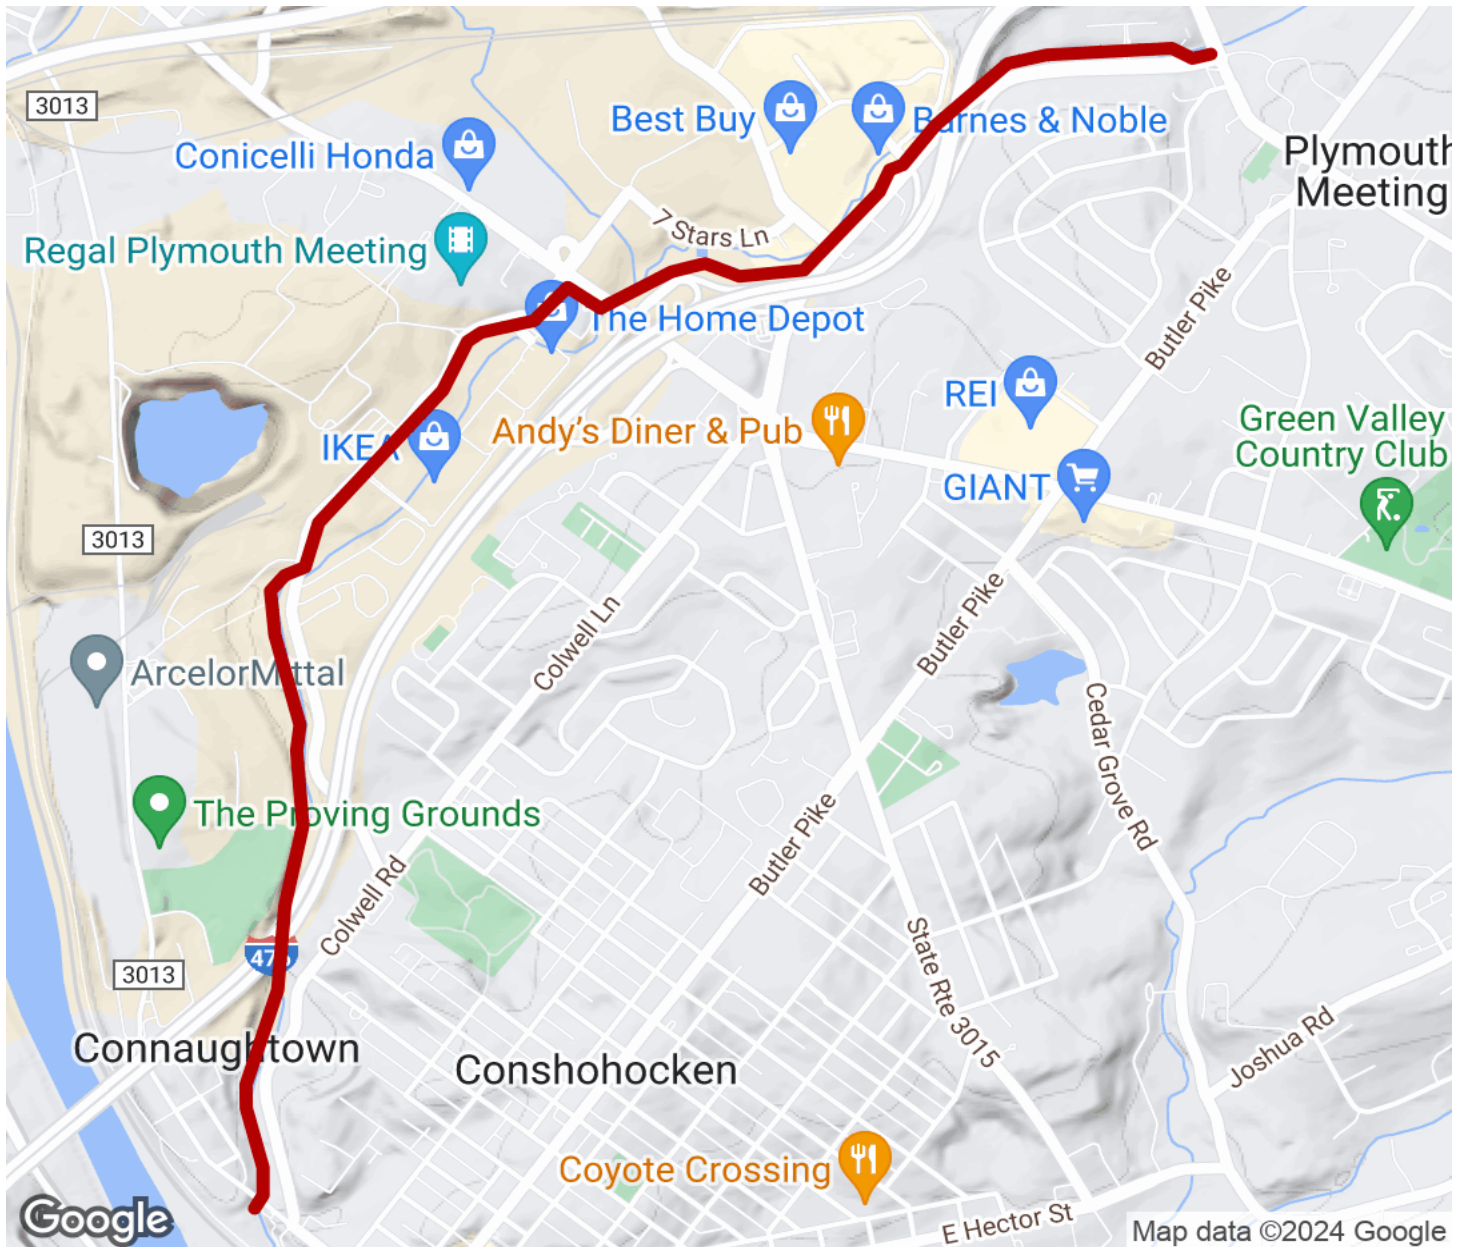 3013
Best Buy
Barnes & Noble
Conicelli Honda
Plymouth
Meeting
Regal Plymouth Meeting
7 Stars Ln
Butler Pike
The Home Depot
REI
Andy's Diner & Pub
IKEA
Green Valley
Country Club
GIANT
3013
Colwell Ln
Butler Pike
ArcelorMittal
Cedar Grove Rd
The Proving Grounds
Butler Pike
Colwell Rd
476
3013
State Rte 3015
Connaughtown
Conshohocken
Joshua Rd
Coyote Crossing
E Hector St
Google
Map data ©2024 Google